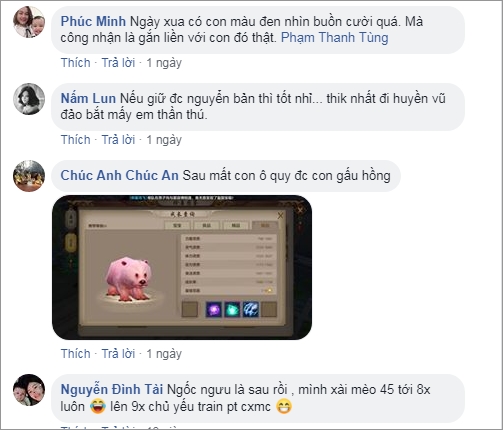 Phúc Minh Ngày xua có con màu đen nhìn buồn cười quá. Mà
công nhận là gắn liền với con đó thật. Phạm Thanh Tùng
Thích · Trả lời · 1 ngày
Nấm Lun Nếu giữ đc nguyển bản thì tốt nhỉ... thik nhất đi huyền vũ
đảo bắt mấy em thần thú.
Thích · Trả lời · 1 ngày
Chúc Anh Chúc An Sau mất con ô quy đc con gấu hồng
Thích · Trả lời · 1 ngày
Nguyễn Đình Tài Ngốc ngưu là sau rồi , mình xài mèo 45 tới 8x
luôn 😂 lên 9x chủ yếu train pt cxmc 😁